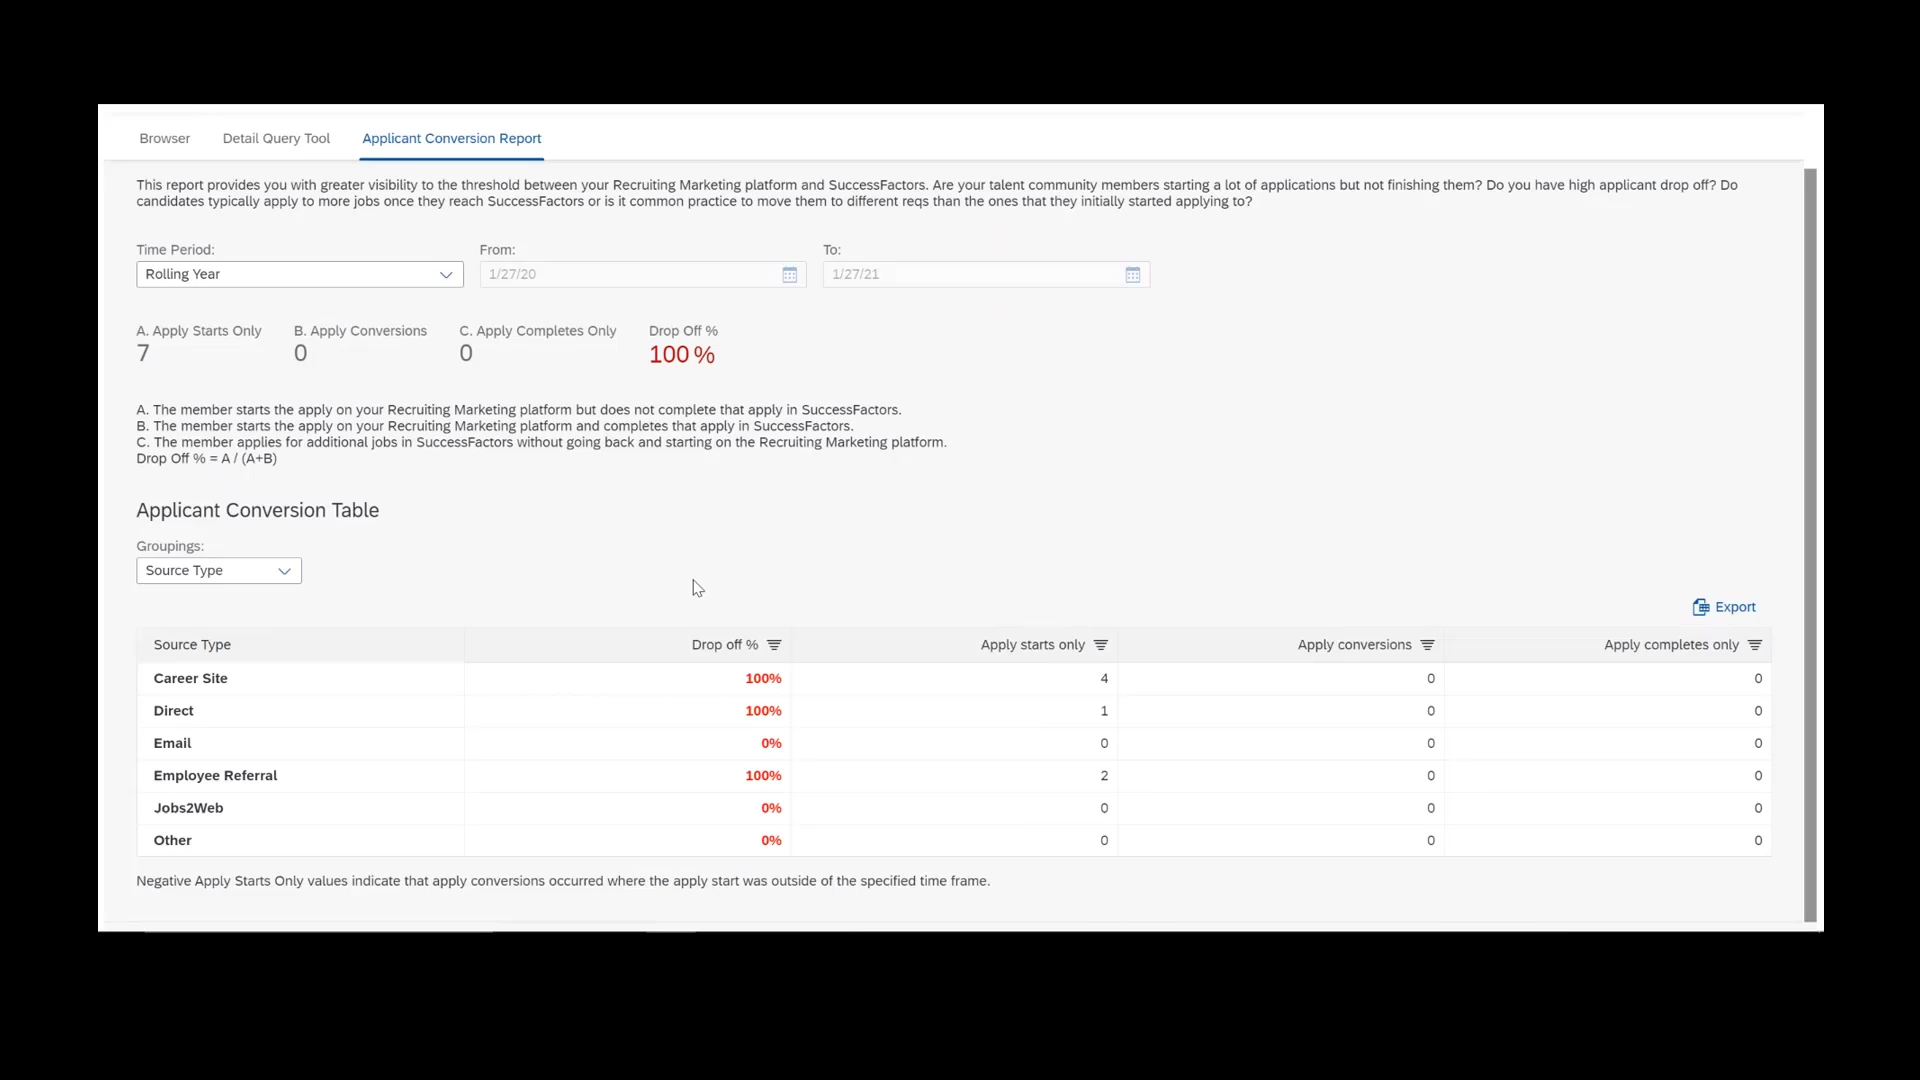 Browser Detail Query Tool Applicant Conversion Report
This report provides you with greater visibility to the threshold between your Recruiting Marketing platform and SuccessFactors. Are your talent community members starting a lot of applications but not finishing them? Do you have high applicant drop off? Do
candidates typically apply to more jobs once they reach SuccessFactors or is it common practice to move them to different reqs than the ones that they initially started applying to?
Time Period: From: To:
Rolling Year 1/27/20 1/27/21
A. Apply Starts Only B. Apply Conversions C. Apply Completes Only Drop Off %
7 0 0 100 %
A. The member starts the apply on your Recruiting Marketing platform but does not complete that apply in SuccessFactors.
B. The member starts the apply on your Recruiting Marketing platform and completes that apply in SuccessFactors.
C. The member applies for additional jobs in SuccessFactors without going back and starting on the Recruiting Marketing platform.
Drop Off % = A / (A+B)
Applicant Conversion Table
Groupings:
Source Type
Export
Source Type Drop off % Apply starts only Apply conversions Apply completes only
Career Site 100% 4 0 0
Direct 100% 1 0 0
Email 0% 0 0 0
Employee Referral 100% 2 0 0
Jobs2Web 0% 0 0 0
Other 0% 0 0 0
Negative Apply Starts Only values indicate that apply conversions occurred where the apply start was outside of the specified time frame.